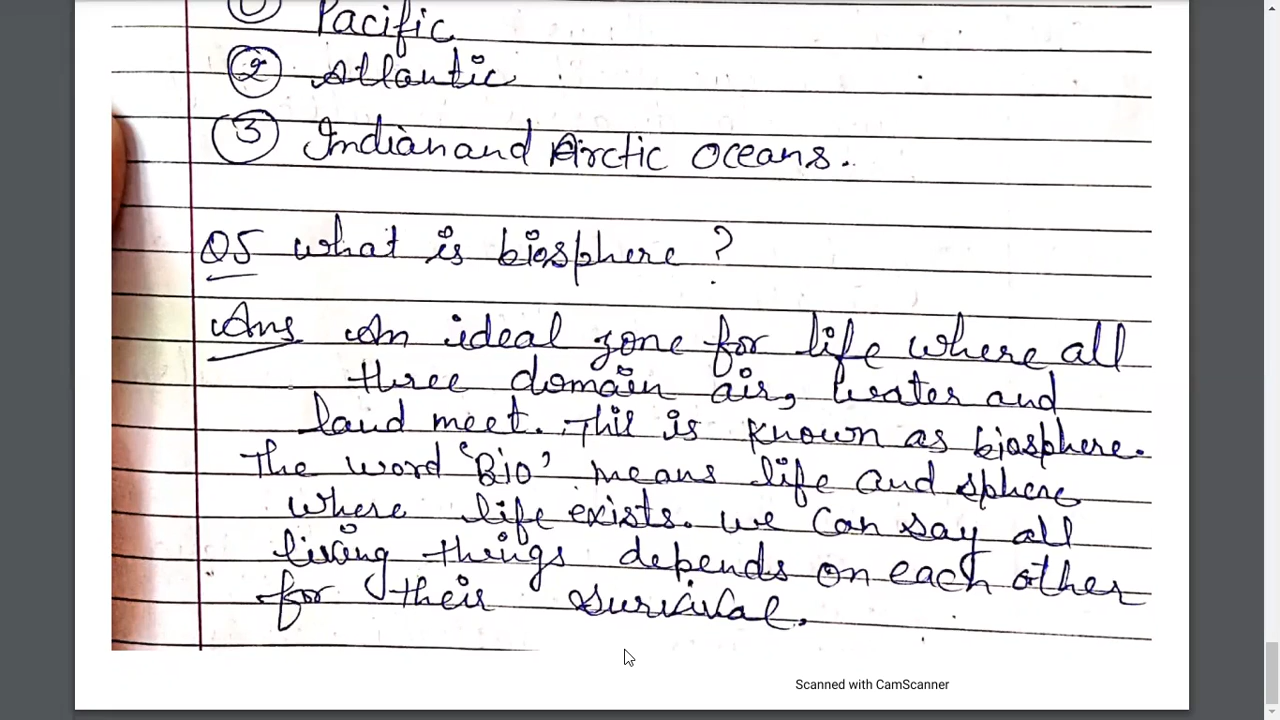 ① Pacific
② Atlantic
③ Indian and Arctic Oceans.
Q5 what is biosphere ?
Ans An ideal zone for life where all
three domain air, water and
land meet. This is known as biosphere.
The word 'Bio' means life and sphere
where life exists. we can say all
living things depends on each other
for their survival.
Scanned with CamScanner